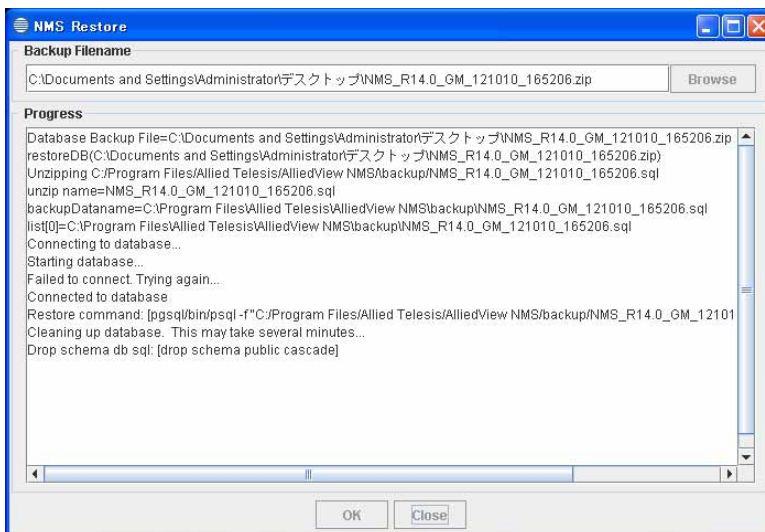 NMS Restore
Backup Filename
C:\Documents and Settings\Administrator\デスクトップ\NMS_R14.0_GM_121010_165206.zip
Browse
Progress
Database Backup File=C:\Documents and Settings\Administrator\デスクトップ\NMS_R14.0_GM_121010_165206.zip
restoreDB(C:\Documents and Settings\Administrator\デスクトップ\NMS_R14.0_GM_121010_165206.zip)
Unzipping C:/Program Files/Allied Telesis/AlliedView NMS/backup/NMS_R14.0_GM_121010_165206.sql
unzip name=NMS_R14.0_GM_121010_165206.sql
backupDataname=C:\Program Files\Allied Telesis\AlliedView NMS\backup\NMS_R14.0_GM_121010_165206.sql
list[0]=C:\Program Files\Allied Telesis\AlliedView NMS\backup\NMS_R14.0_GM_121010_165206.sql
Connecting to database...
Starting database...
Failed to connect. Trying again...
Connected to database
Restore command: [pgsql/bin/psql -f"C:/Program Files/Allied Telesis/AlliedView NMS/backup/NMS_R14.0_GM_12101
Cleaning up database.  This may take several minutes...
Drop schema db sql: [drop schema public cascade]
OK
Close